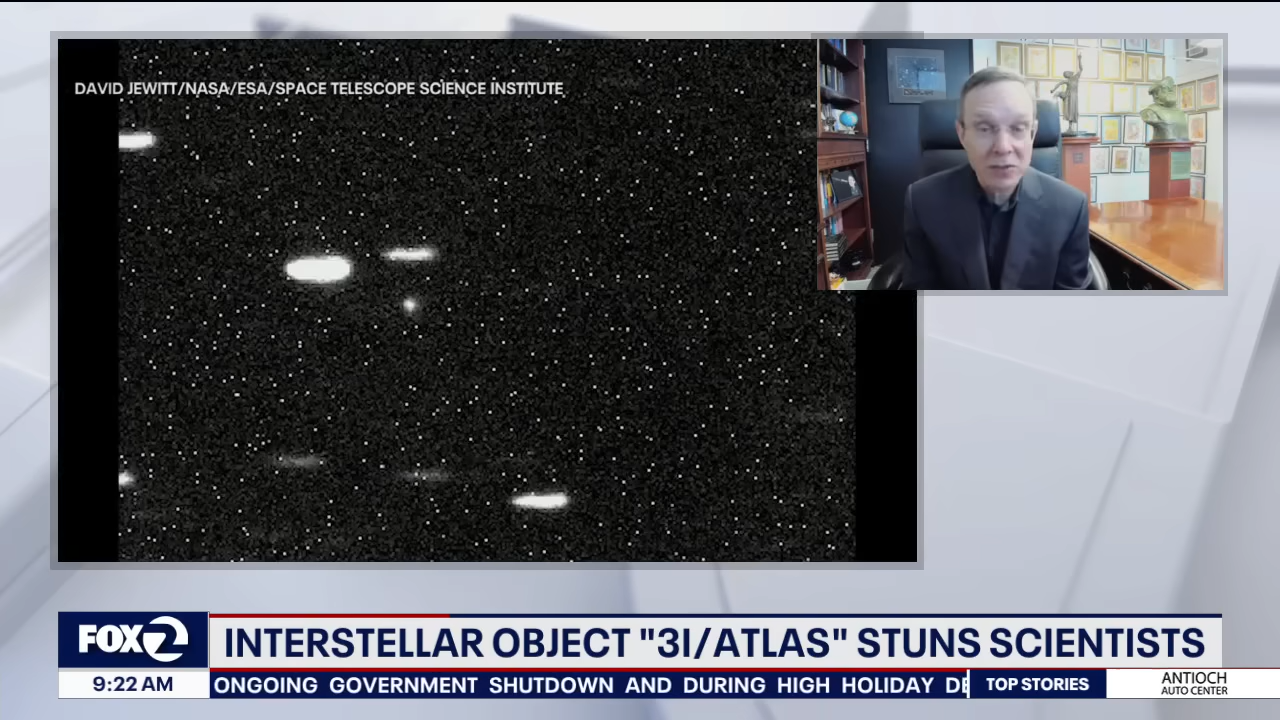 DAVID JEWITT/NASA/ESA/SPACE TELESCOPE SCIENCE INSTITUTE
FOX 2
INTERSTELLAR OBJECT "3I/ATLAS" STUNS SCIENTISTS
9:22 AM
ONGOING GOVERNMENT SHUTDOWN AND DURING HIGH HOLIDAY
TOP STORIES
ANTIOCH
AUTO CENTER